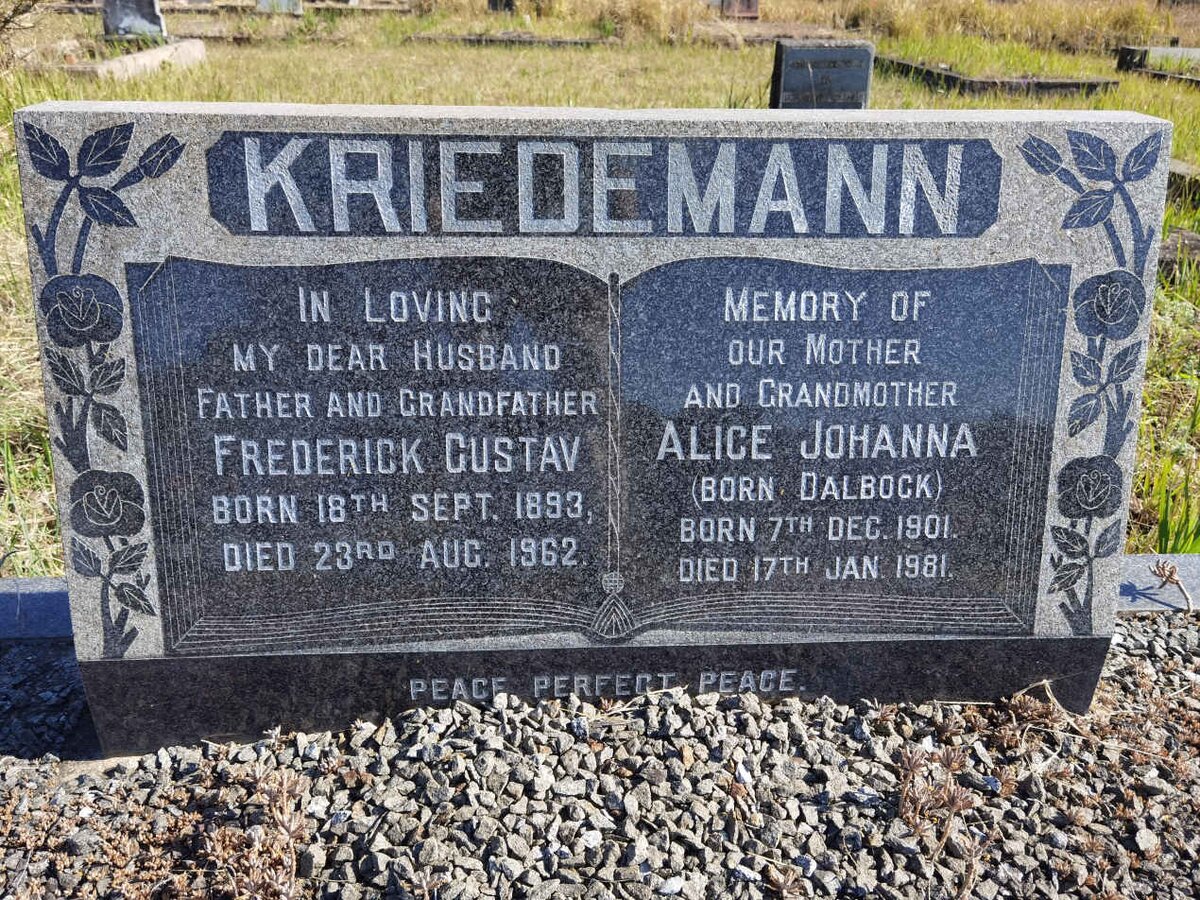 KRIEDEMANN
IN LOVING
MY DEAR HUSBAND
FATHER AND GRANDFATHER
FREDERICK GUSTAV
BORN 18TH SEPT. 1893,
DIED 23RD AUG. 1962.
MEMORY OF
OUR MOTHER
AND GRANDMOTHER
ALICE JOHANNA
(BORN DALBOCK)
BORN 7TH DEC. 1901.
DIED 17TH JAN. 1981.
PEACE PERFECT PEACE.